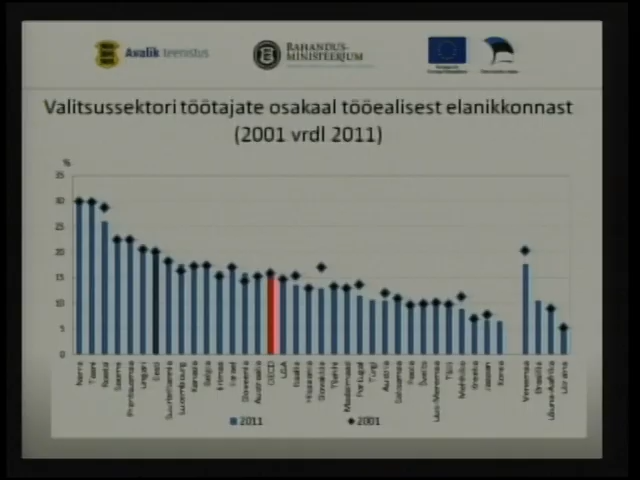 Avalik teenistus
RAHANDUS-
MINISTEERIUM
Valitsussektori töötajate osakaal tööealisest elanikkonnast
(2001 vrdl 2011)
%
35
30
25
20
15
10
5
0
Norra
Taani
Rootsi
Soome
Prantsusmaa
Ungari
Eesti
Suurbritannia
Luxembourg
Kanada
Belgia
Iirimaa
Iisrael
Sloveenia
Austraalia
OECD
USA
Itaalia
Hispaania
Slovakkia
Tšehhi
Madalmaad
Portugal
Türgi
Austria
Saksamaa
Poola
Šveits
Uus-Meremaa
Tšiili
Mehhiko
Kreeka
Jaapan
Korea
Venemaa
Brasiilia
Lõuna-Aafrika
Ukraina
2011
2001